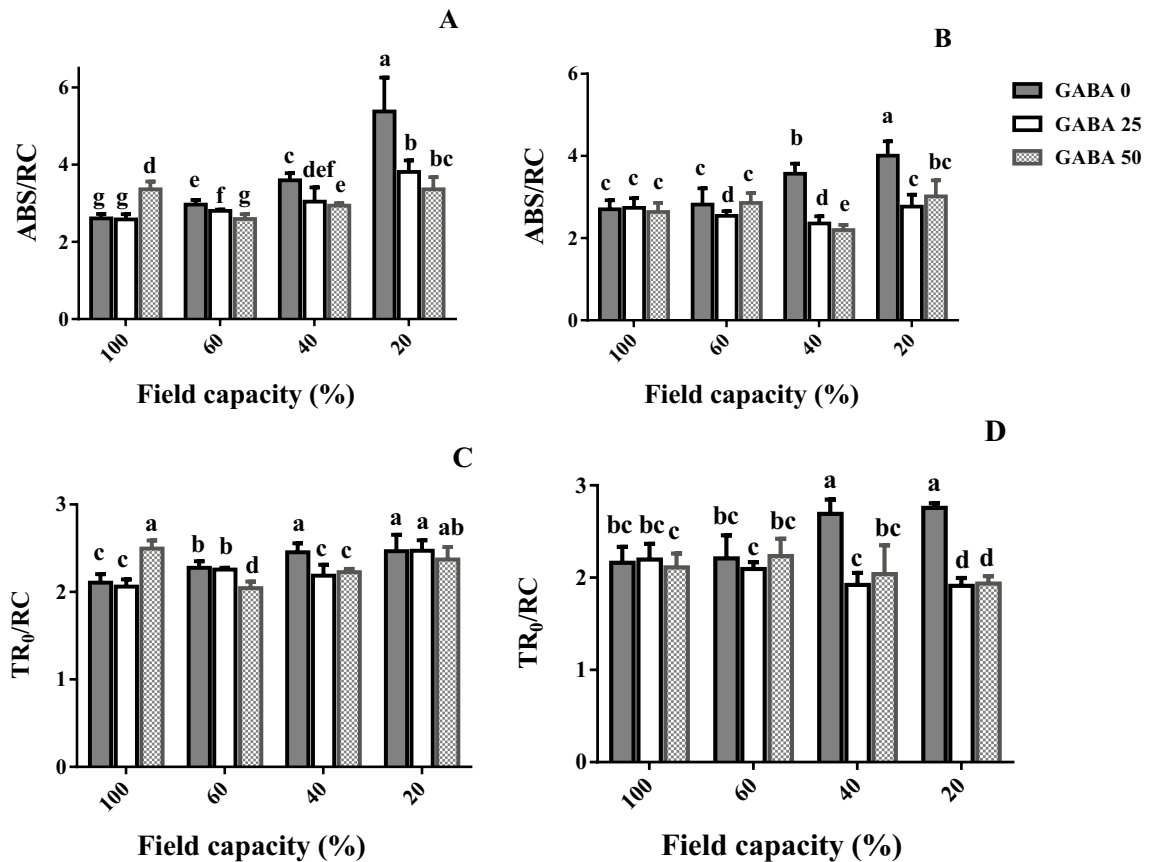 A
ABS/RC
6
4
2
0
g g d
e f g
c def e
a b bc
100 60 40 20
Field capacity (%)
B
ABS/RC
6
4
2
0
c c c
c d c
b d e
a c bc
100 60 40 20
Field capacity (%)
GABA 0
GABA 25
GABA 50
C
TR₀/RC
3
2
1
0
c c a
b b d
a c c
a a ab
100 60 40 20
Field capacity (%)
D
TR₀/RC
3
2
1
0
bc bc c
bc c bc
a c bc
a d d
100 60 40 20
Field capacity (%)